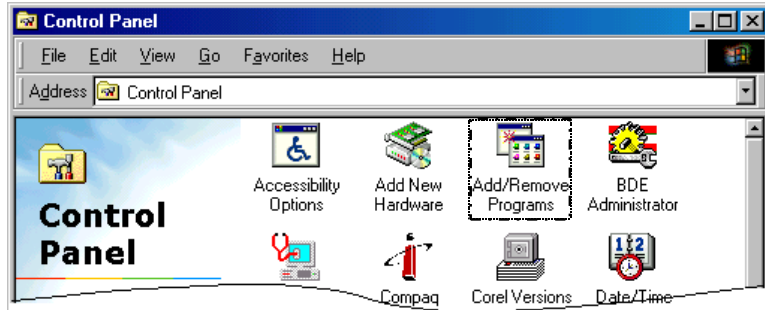 Control Panel
File Edit View Go Favorites Help
Address Control Panel
Control
Panel
Accessibility
Options
Add New
Hardware
Add/Remove
Programs
BDE
Administrator
Compaq
Corel Versions
Date/Time